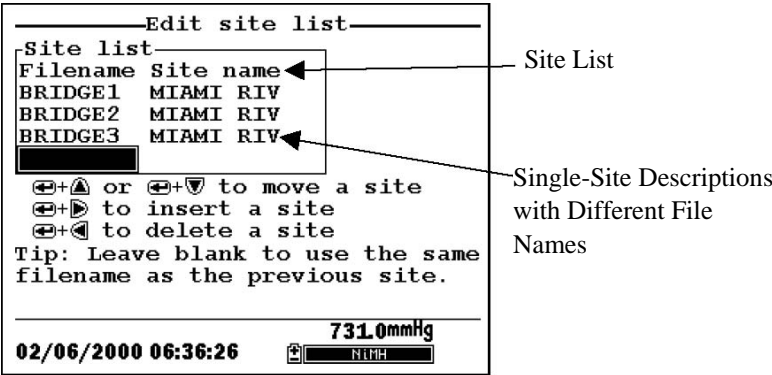 Edit site list
Site list
Filename Site name
BRIDGE1 MIAMI RIV
BRIDGE2 MIAMI RIV
BRIDGE3 MIAMI RIV
+ or + to move a site
+ to insert a site
+ to delete a site
Tip: Leave blank to use the same
filename as the previous site.
731.0mmHg
02/06/2000 06:36:26
NiMH
Site List
Single-Site Descriptions
with Different File
Names